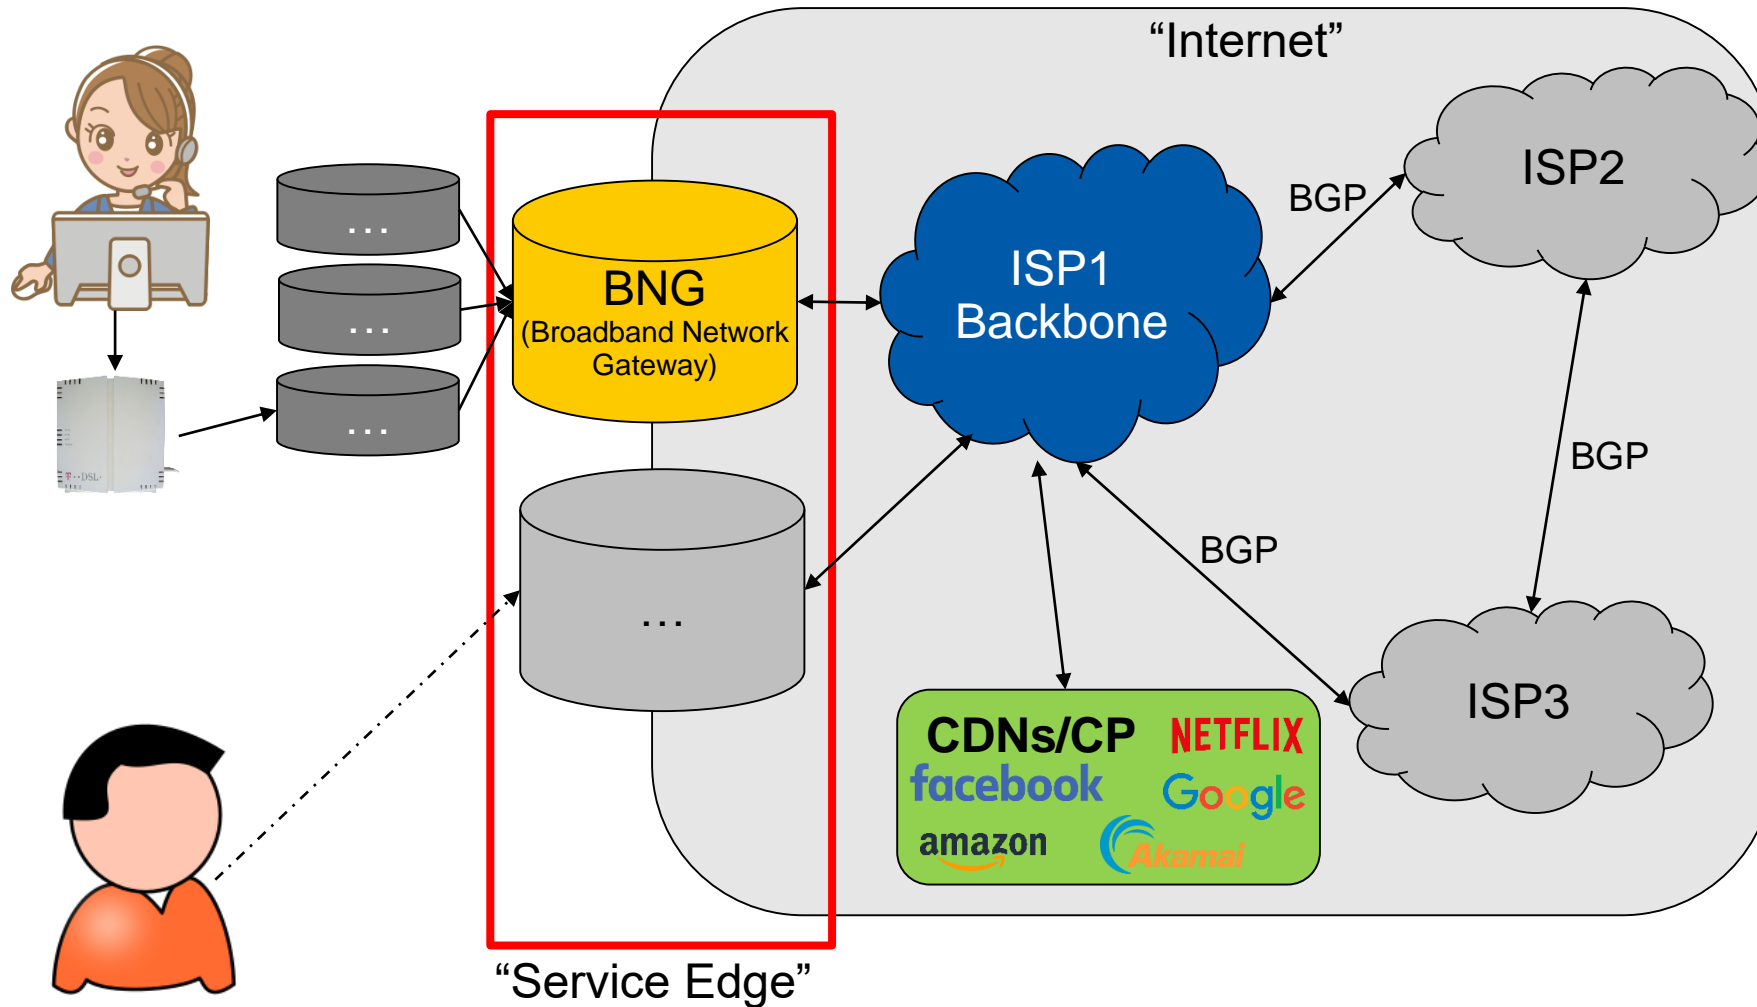 “Internet”
ISP2
BGP
...
BNG
(Broadband Network
Gateway)
ISP1
Backbone
...
...
T··DSL·
BGP
BGP
...
CDNs/CP
NETFLIX
ISP3
facebook
Google
amazon
Akamai
“Service Edge”